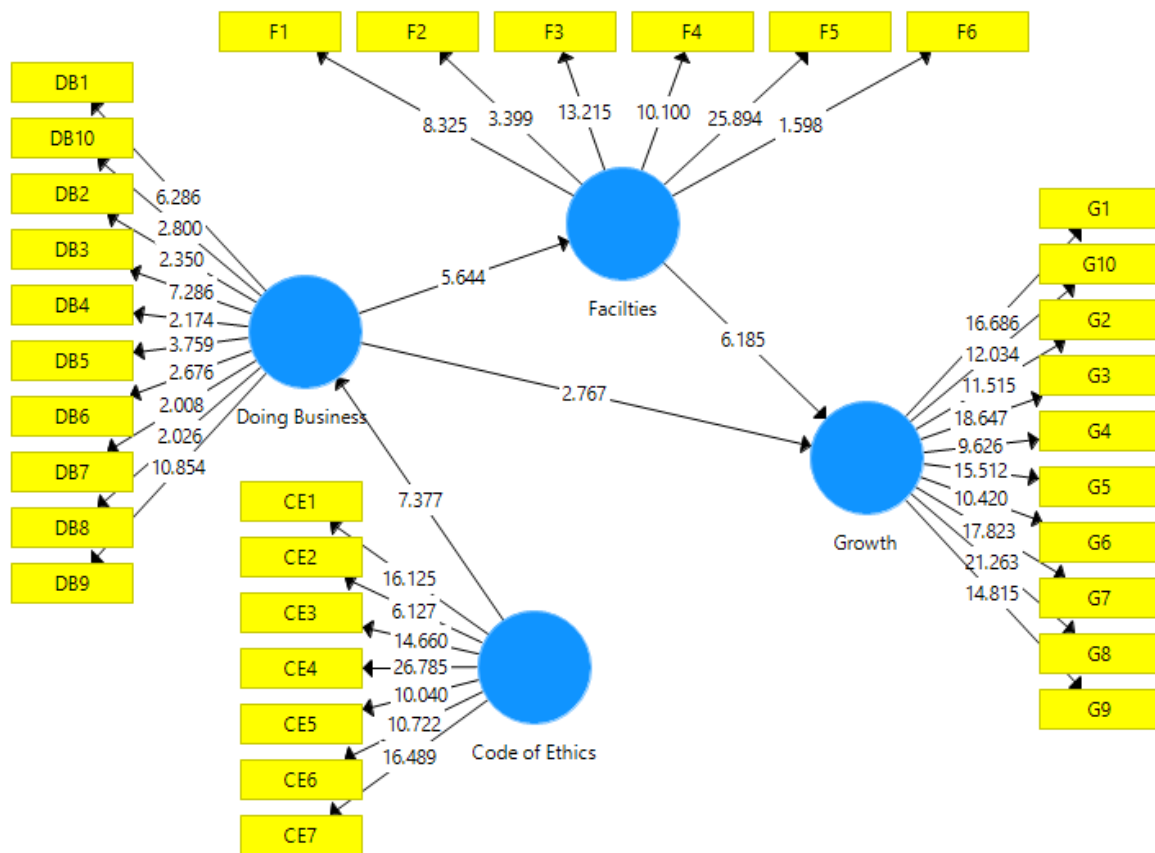 F1
F2
F3
F4
F5
F6
8.325
3.399
13.215
10.100
25.894
1.598
DB1
DB10
DB2
DB3
DB4
DB5
DB6
DB7
DB8
DB9
6.286
2.800
2.350
7.286
2.174
3.759
2.676
2.008
2.026
10.854
Doing Business
5.644
Facilties
6.185
2.767
7.377
G1
G10
G2
G3
G4
G5
G6
G7
G8
G9
16.686
12.034
11.515
18.647
9.626
15.512
10.420
17.823
21.263
14.815
Growth
CE1
CE2
CE3
CE4
CE5
CE6
CE7
16.125
6.127
14.660
26.785
10.040
10.722
16.489
Code of Ethics